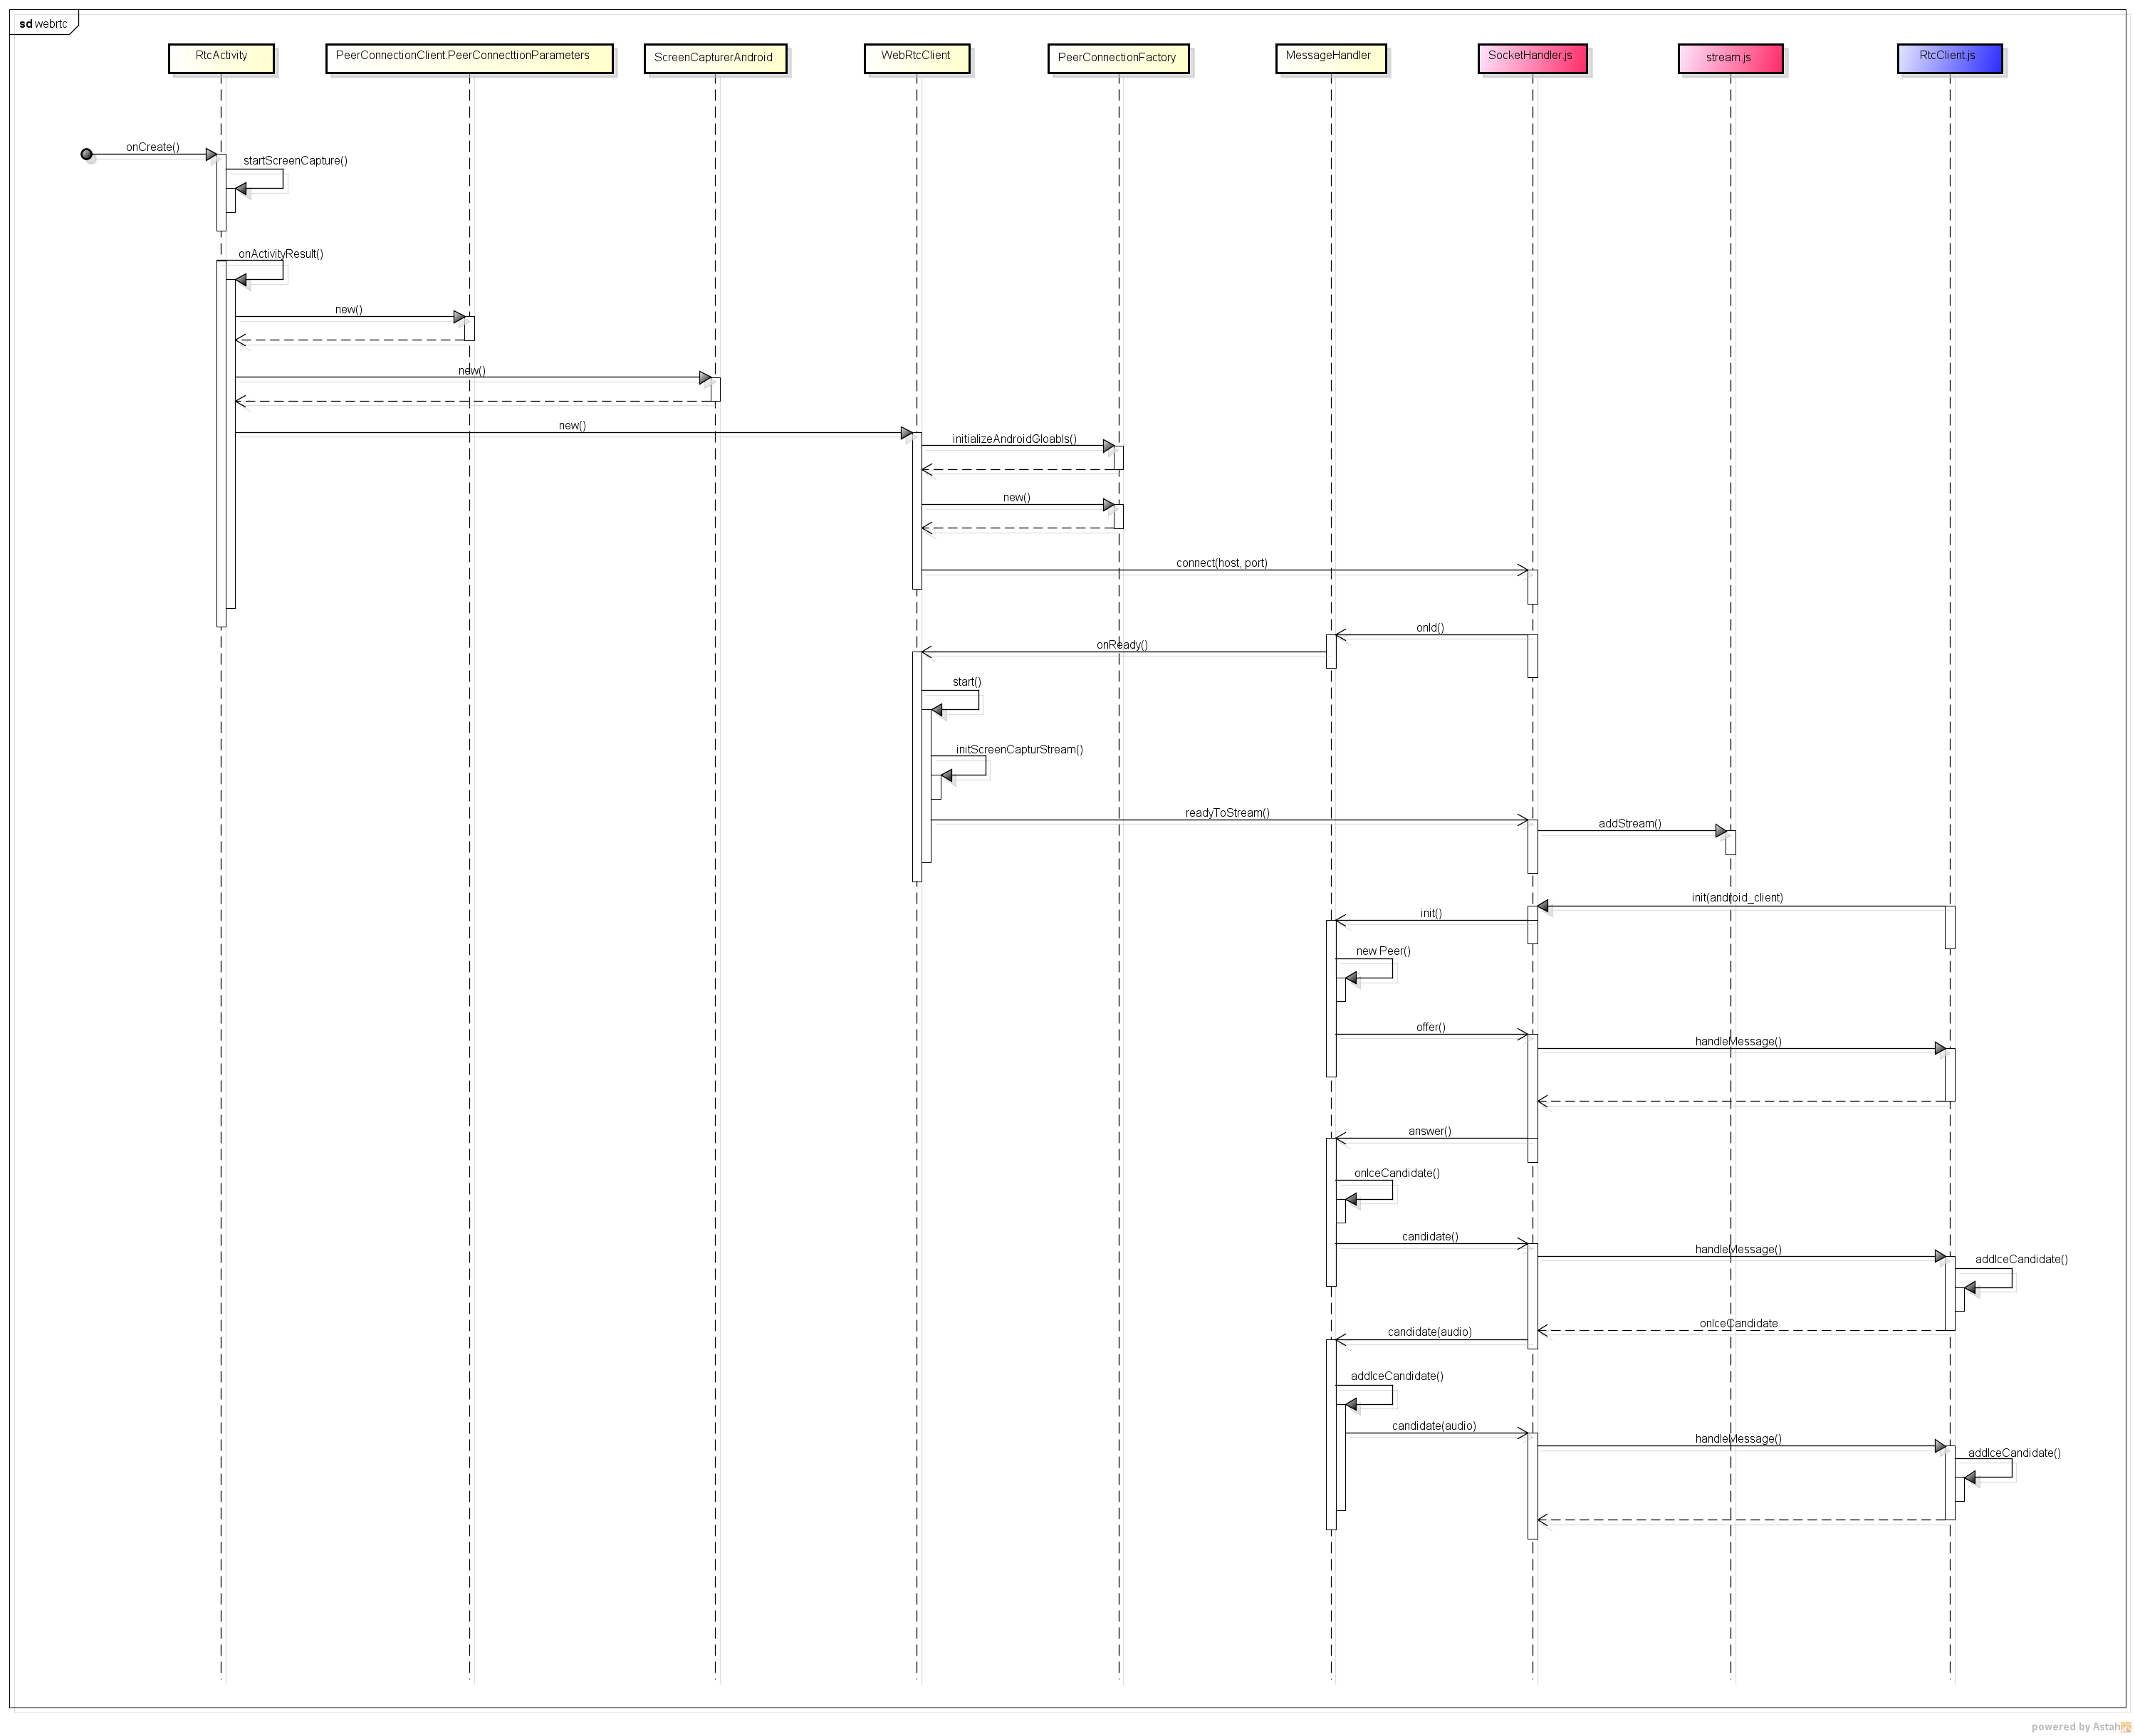 sd webrtc
RtcActivity
PeerConnectionClient.PeerConnecttionParameters
ScreenCapturerAndroid
WebRtcClient
PeerConnectionFactory
MessageHandler
SocketHandler.js
stream.js
RtcClient.js
onCreate()
startScreenCapture()
onActivityResult()
new()
new()
new()
initializeAndroidGloabls()
new()
connect(host, port)
onId()
onReady()
start()
initScreenCapturStream()
readyToStream()
addStream()
init(android_client)
init()
new Peer()
offer()
handleMessage()
answer()
onIceCandidate()
candidate()
handleMessage()
addIceCandidate()
onIceCandidate
candidate(audio)
addIceCandidate()
candidate(audio)
handleMessage()
addIceCandidate()
powered by Astah